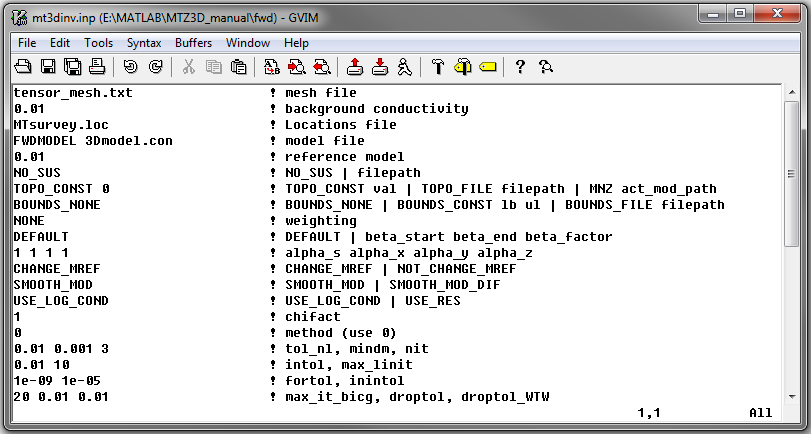 mt3dinv.inp (E:\MATLAB\MTZ3D_manual\fwd) - GVIM
File Edit Tools Syntax Buffers Window Help
tensor_mesh.txt ! mesh file
0.01 ! background conductivity
MTsurvey.loc ! Locations file
FWDMODEL 3Dmodel.con ! model file
0.01 ! reference model
NO_SUS ! NO_SUS | filepath
TOPO_CONST 0 ! TOPO_CONST val | TOPO_FILE filepath | MNZ act_mod_path
BOUNDS_NONE ! BOUNDS_NONE | BOUNDS_CONST lb ul | BOUNDS_FILE filepath
NONE ! weighting
DEFAULT ! DEFAULT | beta_start beta_end beta_factor
1 1 1 1 ! alpha_s alpha_x alpha_y alpha_z
CHANGE_MREF ! CHANGE_MREF | NOT_CHANGE_MREF
SMOOTH_MOD ! SMOOTH_MOD | SMOOTH_MOD_DIF
USE_LOG_COND ! USE_LOG_COND | USE_RES
1 ! chifact
0 ! method (use 0)
0.01 0.001 3 ! tol_nl, mindm, nit
0.01 10 ! intol, max_linit
1e-09 1e-05 ! fortol, inintol
20 0.01 0.01 ! max_it_bicg, droptol, droptol_WTW
1,1 All